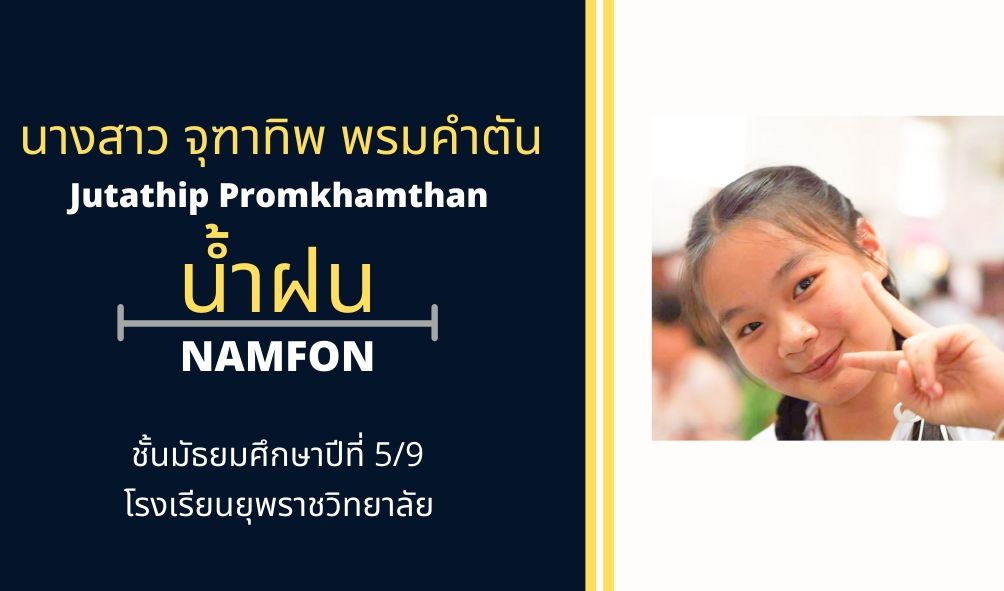 นางสาว จุฑาทิพ พรมคำตัน
Jutathip Promkhamthan
น้ำฝน
NAMFON
ชั้นมัธยมศึกษาปีที่ 5/9
โรงเรียนยุพราชวิทยาลัย